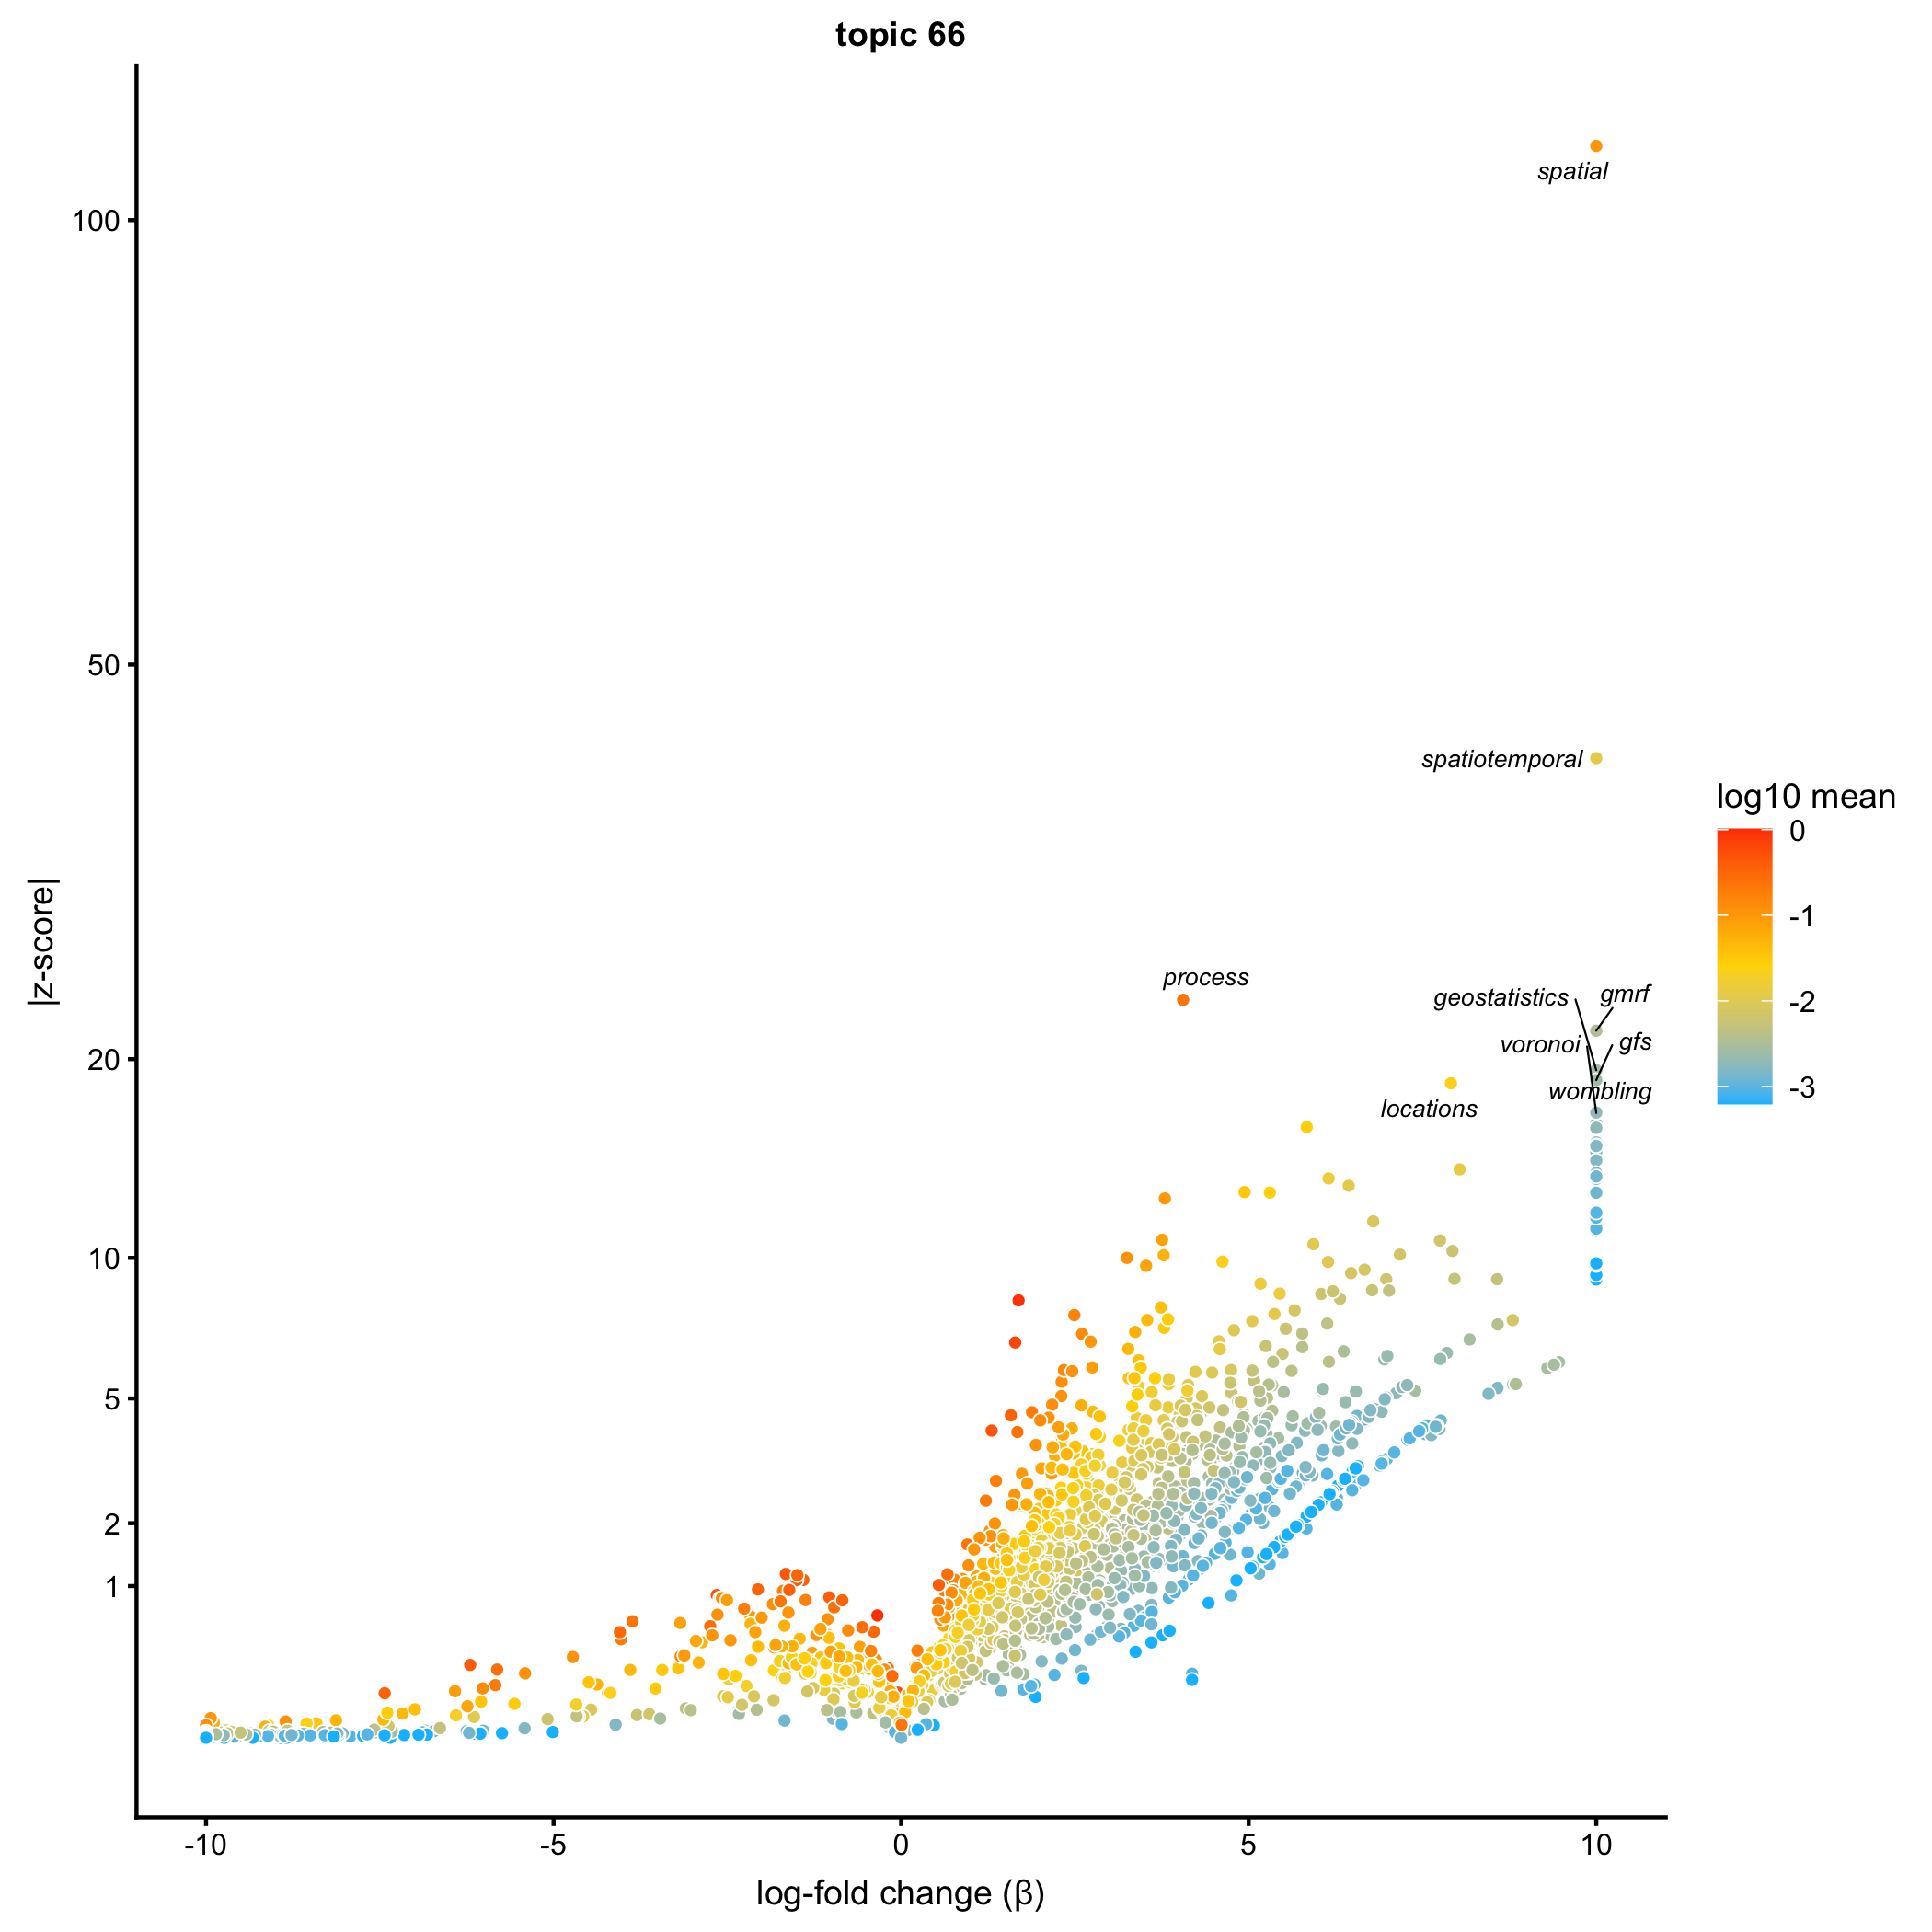 topic 66
spatial
100
50
spatiotemporal
log10 mean
0
-1
-2
-3
|z-score|
process
geostatistics
gmrf
voronoi
gfs
20
wombling
locations
10
5
2
1
-10
-5
0
5
10
log-fold change (β)